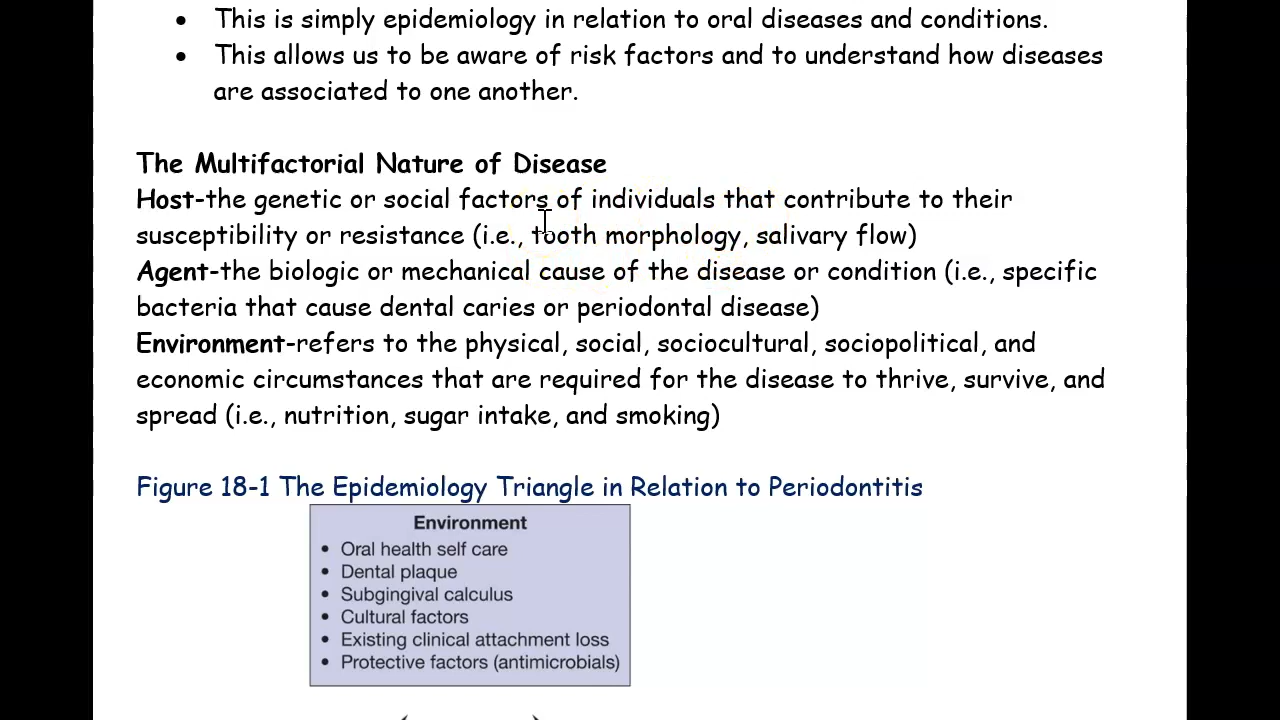 • This is simply epidemiology in relation to oral diseases and conditions.
• This allows us to be aware of risk factors and to understand how diseases
are associated to one another.
The Multifactorial Nature of Disease
Host-the genetic or social factors of individuals that contribute to their
susceptibility or resistance (i.e., tooth morphology, salivary flow)
Agent-the biologic or mechanical cause of the disease or condition (i.e., specific
bacteria that cause dental caries or periodontal disease)
Environment-refers to the physical, social, sociocultural, sociopolitical, and
economic circumstances that are required for the disease to thrive, survive, and
spread (i.e., nutrition, sugar intake, and smoking)
Figure 18-1 The Epidemiology Triangle in Relation to Periodontitis
Environment
• Oral health self care
• Dental plaque
• Subgingival calculus
• Cultural factors
• Existing clinical attachment loss
• Protective factors (antimicrobials)